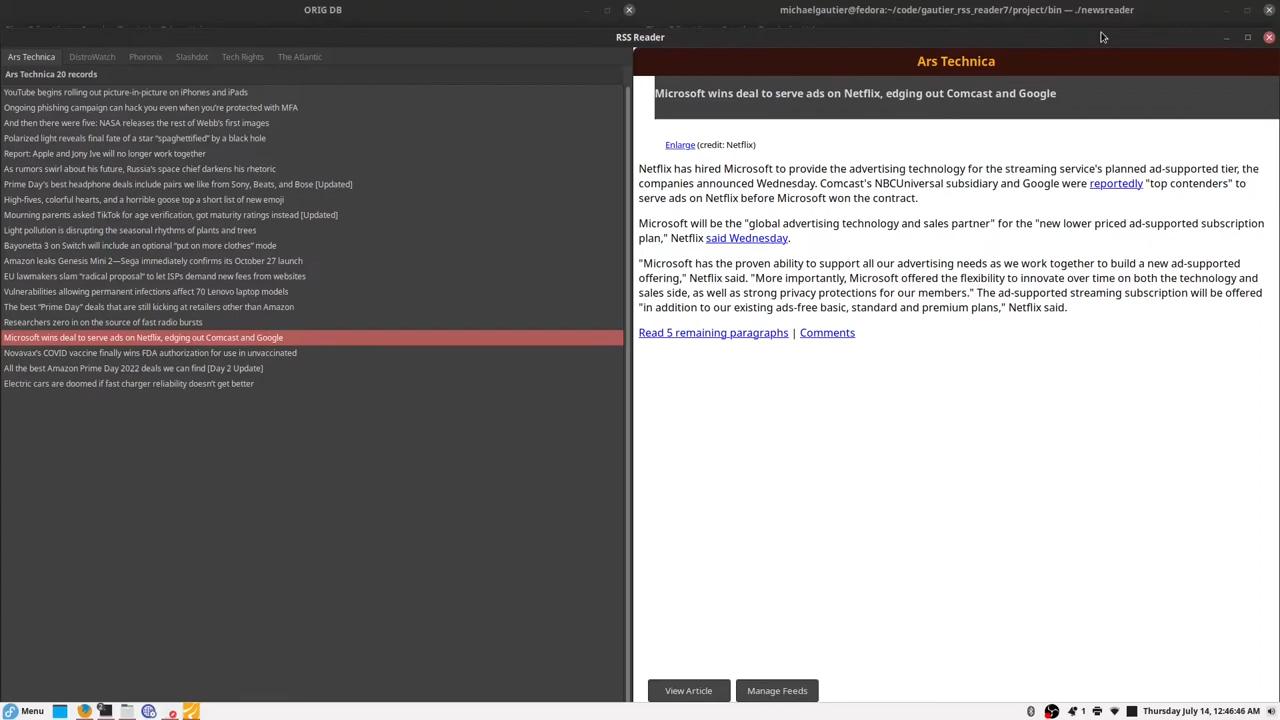 ORIG DB
michaelgautier@fedora:~/code/gautier_rss_reader7/project/bin — ./newsreader
RSS Reader
Ars Technica DistroWatch Phoronix Slashdot Tech Rights The Atlantic
Ars Technica 20 records
YouTube begins rolling out picture-in-picture on iPhones and iPads
Ongoing phishing campaign can hack you even when you're protected with MFA
And then there were five: NASA releases the rest of Webb's first images
Polarized light reveals final fate of a star “spaghettified” by a black hole
Report: Apple and Jony Ive will no longer work together
As rumors swirl about his future, Russia's space chief darkens his rhetoric
Prime Day's best headphone deals include pairs we like from Sony, Beats, and Bose [Updated]
High-fives, colorful hearts, and a horrible goose top a short list of new emoji
Mourning parents asked TikTok for age verification, got maturity ratings instead [Updated]
Light pollution is disrupting the seasonal rhythms of plants and trees
Bayonetta 3 on Switch will include an optional “put on more clothes” mode
Amazon leaks Genesis Mini 2—Sega immediately confirms its October 27 launch
EU lawmakers slam “radical proposal” to let ISPs demand new fees from websites
Vulnerabilities allowing permanent infections affect 70 Lenovo laptop models
The best “Prime Day” deals that are still kicking at retailers other than Amazon
Researchers zero in on the source of fast radio bursts
Microsoft wins deal to serve ads on Netflix, edging out Comcast and Google
Novavax's COVID vaccine finally wins FDA authorization for use in unvaccinated
All the best Amazon Prime Day 2022 deals we can find [Day 2 Update]
Electric cars are doomed if fast charger reliability doesn't get better
Ars Technica
Microsoft wins deal to serve ads on Netflix, edging out Comcast and Google
Enlarge (credit: Netflix)
Netflix has hired Microsoft to provide the advertising technology for the streaming service's planned ad-supported tier, the
companies announced Wednesday. Comcast's NBCUniversal subsidiary and Google were reportedly "top contenders" to
serve ads on Netflix before Microsoft won the contract.
Microsoft will be the "global advertising technology and sales partner" for the "new lower priced ad-supported subscription
plan," Netflix said Wednesday.
"Microsoft has the proven ability to support all our advertising needs as we work together to build a new ad-supported
offering," Netflix said. "More importantly, Microsoft offered the flexibility to innovate over time on both the technology and
sales side, as well as strong privacy protections for our members." The ad-supported streaming subscription will be offered
"in addition to our existing ads-free basic, standard and premium plans," Netflix said.
Read 5 remaining paragraphs | Comments
View Article Manage Feeds
Menu 1 Thursday July 14, 12:46:46 AM